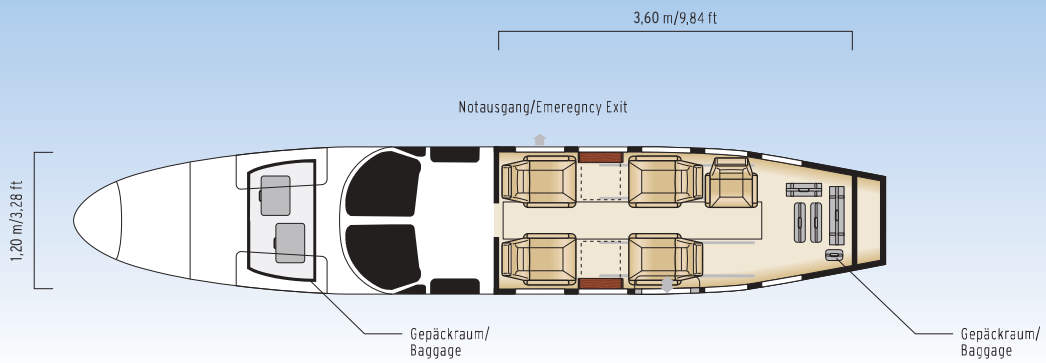 3,60 m/9,84 ft
Notausgang/Emeregncy Exit
1,20 m/3,28 ft
Gepäckraum/
Baggage
Gepäckraum/
Baggage